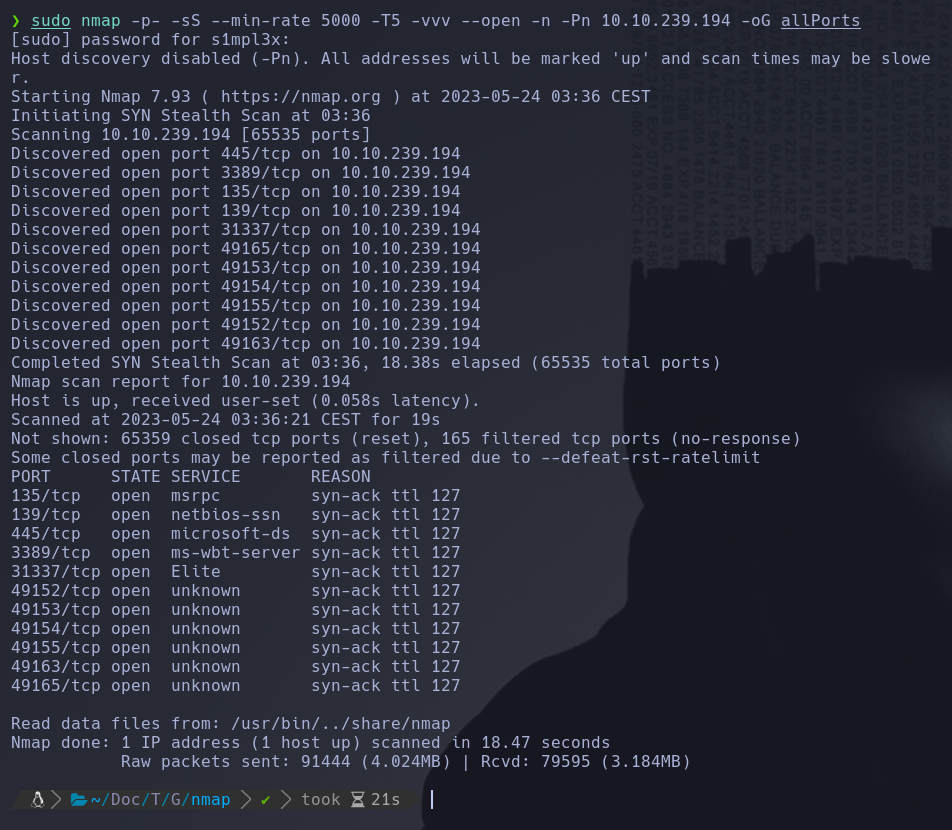 ❯ sudo nmap -p- -sS --min-rate 5000 -T5 -vvv --open -n -Pn 10.10.239.194 -oG allPorts
[sudo] password for s1mpl3x:
Host discovery disabled (-Pn). All addresses will be marked 'up' and scan times may be slowe
r.
Starting Nmap 7.93 ( https://nmap.org ) at 2023-05-24 03:36 CEST
Initiating SYN Stealth Scan at 03:36
Scanning 10.10.239.194 [65535 ports]
Discovered open port 445/tcp on 10.10.239.194
Discovered open port 3389/tcp on 10.10.239.194
Discovered open port 135/tcp on 10.10.239.194
Discovered open port 139/tcp on 10.10.239.194
Discovered open port 31337/tcp on 10.10.239.194
Discovered open port 49165/tcp on 10.10.239.194
Discovered open port 49153/tcp on 10.10.239.194
Discovered open port 49154/tcp on 10.10.239.194
Discovered open port 49155/tcp on 10.10.239.194
Discovered open port 49152/tcp on 10.10.239.194
Discovered open port 49163/tcp on 10.10.239.194
Completed SYN Stealth Scan at 03:36, 18.38s elapsed (65535 total ports)
Nmap scan report for 10.10.239.194
Host is up, received user-set (0.058s latency).
Scanned at 2023-05-24 03:36:21 CEST for 19s
Not shown: 65359 closed tcp ports (reset), 165 filtered tcp ports (no-response)
Some closed ports may be reported as filtered due to --defeat-rst-ratelimit
PORT      STATE SERVICE       REASON
135/tcp   open  msrpc         syn-ack ttl 127
139/tcp   open  netbios-ssn   syn-ack ttl 127
445/tcp   open  microsoft-ds  syn-ack ttl 127
3389/tcp  open  ms-wbt-server syn-ack ttl 127
31337/tcp open  Elite         syn-ack ttl 127
49152/tcp open  unknown       syn-ack ttl 127
49153/tcp open  unknown       syn-ack ttl 127
49154/tcp open  unknown       syn-ack ttl 127
49155/tcp open  unknown       syn-ack ttl 127
49163/tcp open  unknown       syn-ack ttl 127
49165/tcp open  unknown       syn-ack ttl 127
Read data files from: /usr/bin/../share/nmap
Nmap done: 1 IP address (1 host up) scanned in 18.47 seconds
           Raw packets sent: 91444 (4.024MB) | Rcvd: 79595 (3.184MB)
~/Doc/T/G/nmap ✔ took 21s